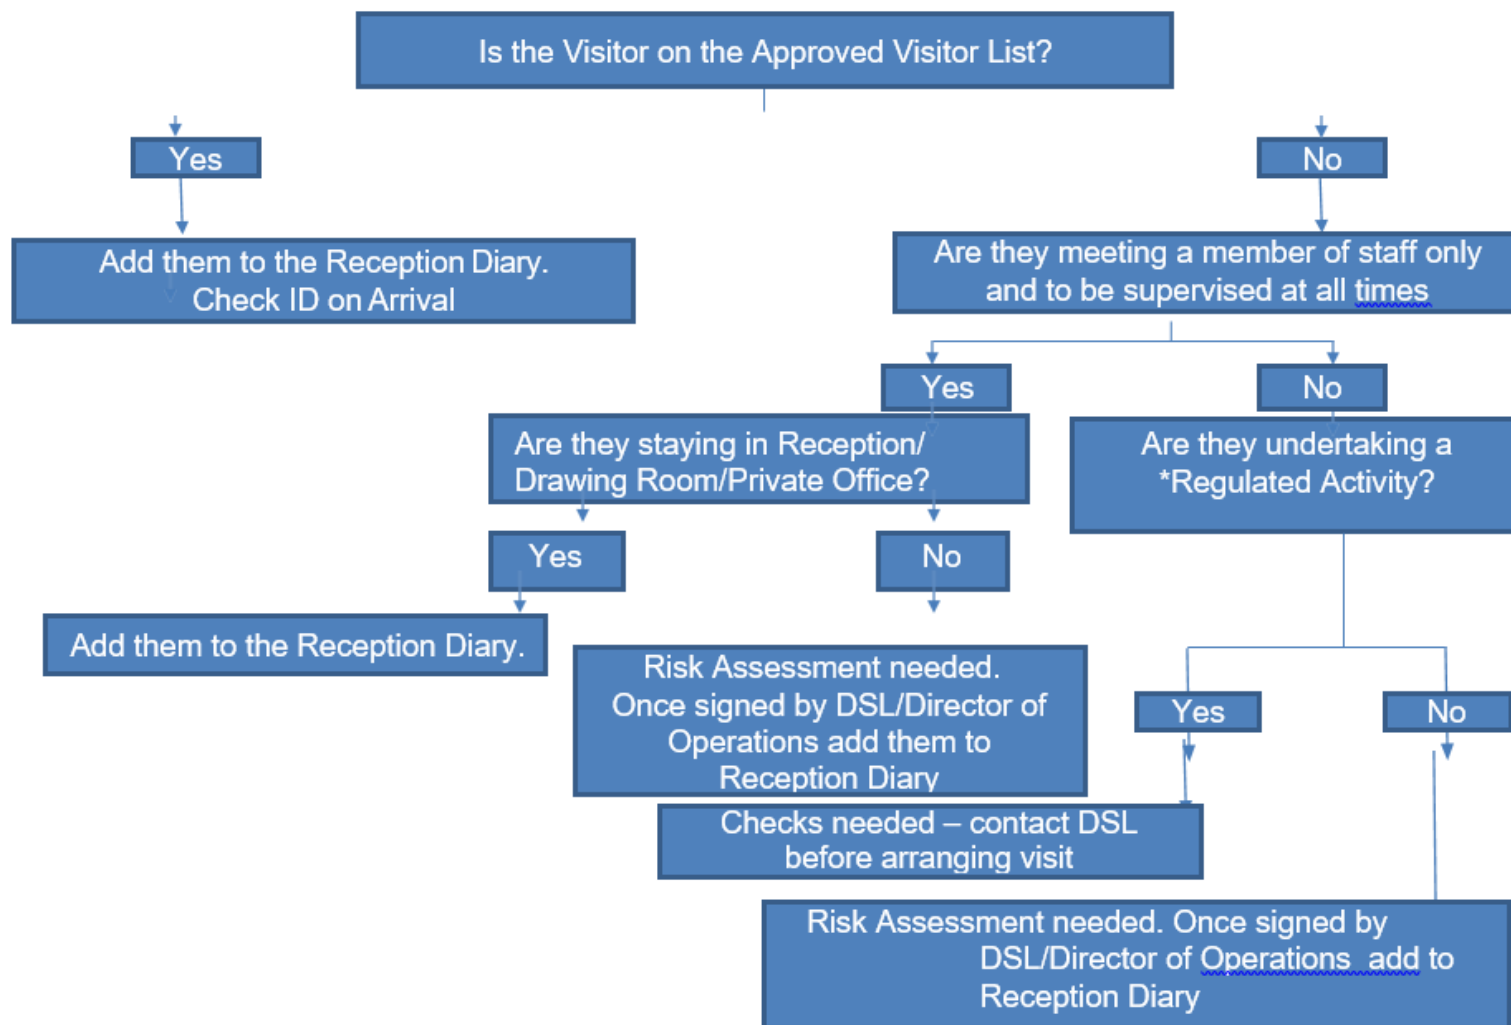 Is the Visitor on the Approved Visitor List?
Yes
No
Add them to the Reception Diary.
Check ID on Arrival
Are they meeting a member of staff only
and to be supervised at all times
Yes
No
Are they staying in Reception/
Drawing Room/Private Office?
Are they undertaking a
*Regulated Activity?
Yes
No
Add them to the Reception Diary.
Risk Assessment needed.
Once signed by DSL/Director of
Operations add them to
Reception Diary
Yes
No
Checks needed – contact DSL
before arranging visit
Risk Assessment needed. Once signed by
DSL/Director of Operations  add to
Reception Diary